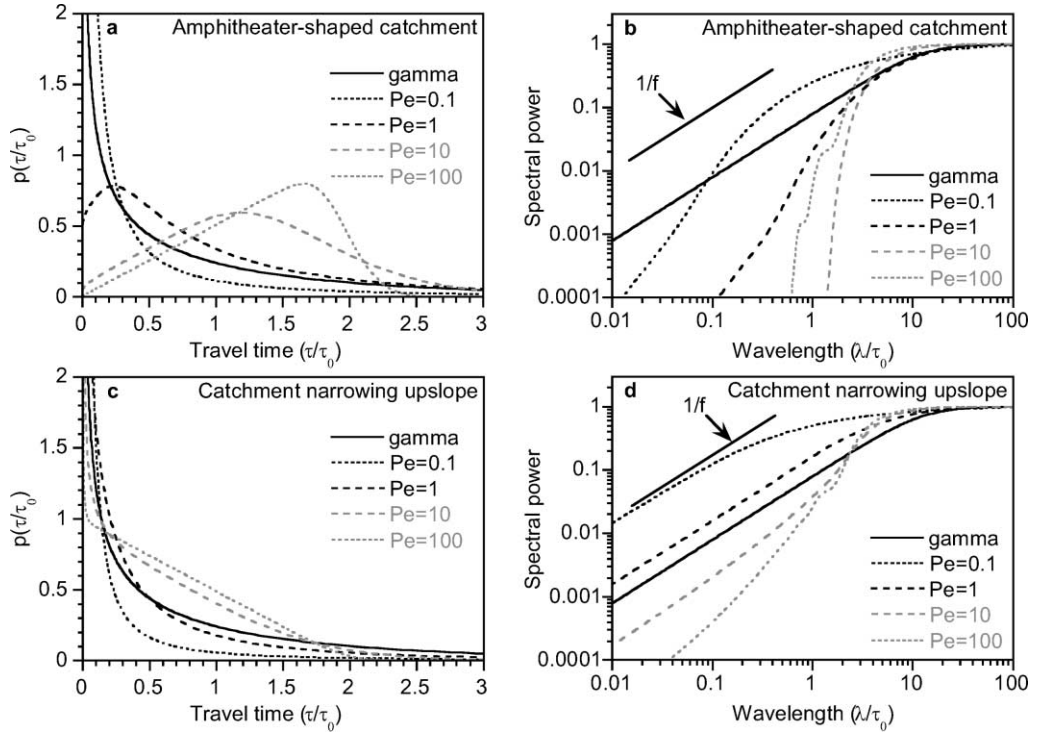 a Amphitheater-shaped catchment
2
1.5
1
0.5
0
p(τ/τ0)
gamma
Pe=0.1
Pe=1
Pe=10
Pe=100
0 0.5 1 1.5 2 2.5 3
Travel time (τ/τ0)
b Amphitheater-shaped catchment
1
0.1
0.01
0.001
0.0001
Spectral power
1/f
gamma
Pe=0.1
Pe=1
Pe=10
Pe=100
0.01 0.1 1 10 100
Wavelength (λ/τ0)
c Catchment narrowing upslope
2
1.5
1
0.5
0
p(τ/τ0)
gamma
Pe=0.1
Pe=1
Pe=10
Pe=100
0 0.5 1 1.5 2 2.5 3
Travel time (τ/τ0)
d Catchment narrowing upslope
1
0.1
0.01
0.001
0.0001
Spectral power
1/f
gamma
Pe=0.1
Pe=1
Pe=10
Pe=100
0.01 0.1 1 10 100
Wavelength (λ/τ0)